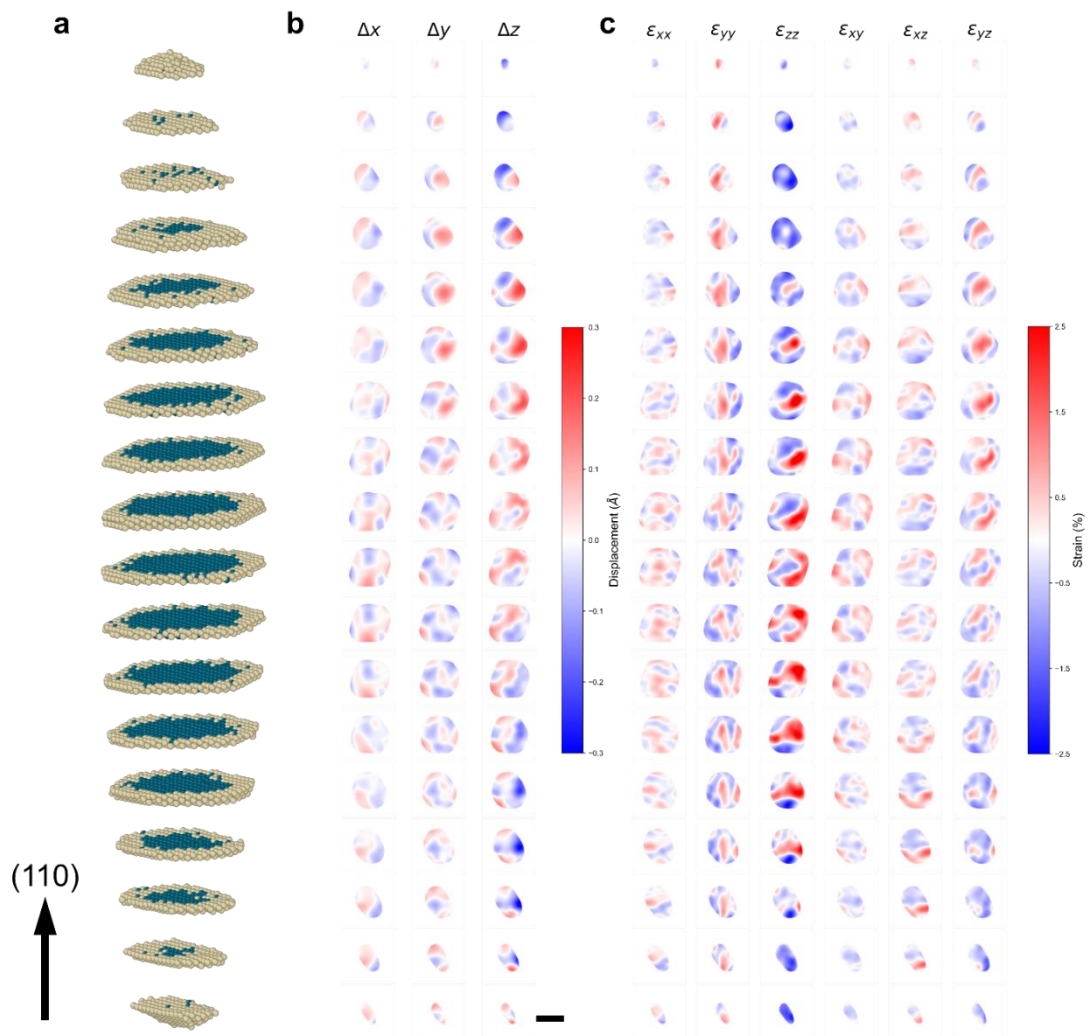 a
b
Δx
Δy
Δz
c
εxx
εyy
εzz
εxy
εxz
εyz
0.3
0.2
0.1
0.0
−0.1
−0.2
−0.3
Displacement (Å)
2.5
1.5
0.5
−0.5
−1.5
−2.5
Strain (%)
(110)